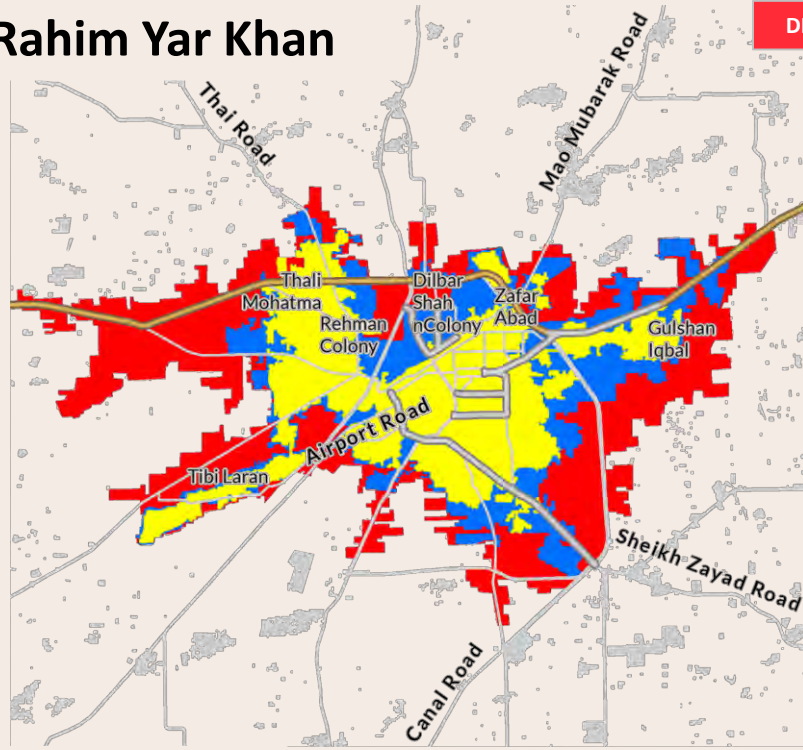 Rahim Yar Khan
Thai Road
Mao Mubarak Road
Thali
Mohatma
Dilbar
Shah
nColony
Zafar
Abad
Rehman
Colony
Gulshan
Iqbal
Airport Road
Tibi Laran
Sheikh Zayad Road
Canal Road